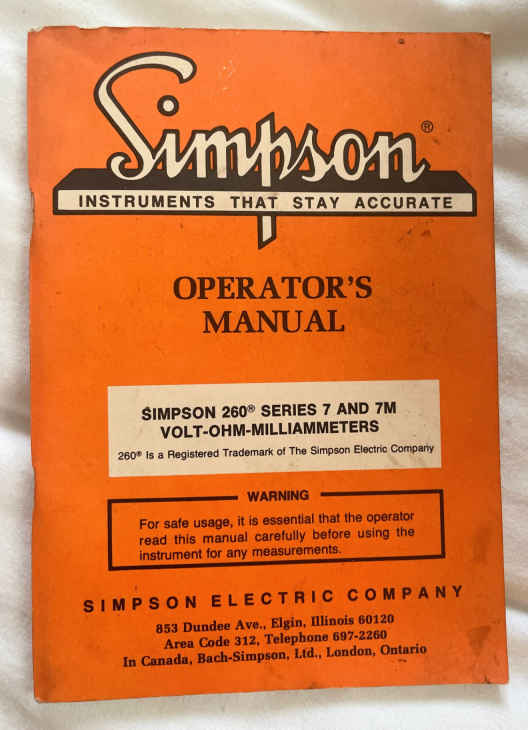 Simpson®
INSTRUMENTS THAT STAY ACCURATE
OPERATOR'S
MANUAL
SIMPSON 260® SERIES 7 AND 7M
VOLT-OHM-MILLIAMMETERS
260® Is a Registered Trademark of The Simpson Electric Company
WARNING
For safe usage, it is essential that the operator
read this manual carefully before using the
instrument for any measurements.
SIMPSON ELECTRIC COMPANY
853 Dundee Ave., Elgin, Illinois 60120
Area Code 312, Telephone 697-2260
In Canada, Bach-Simpson, Ltd., London, Ontario